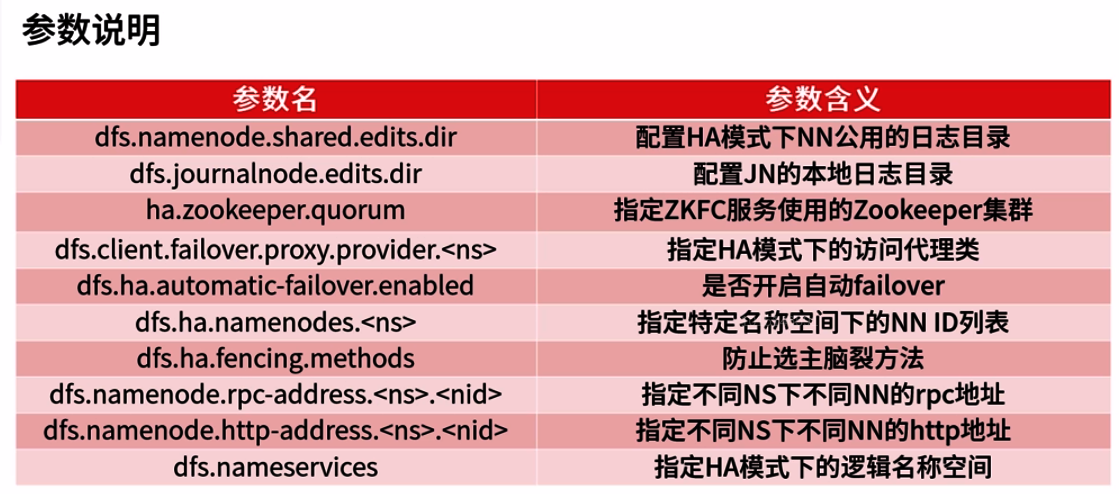 参数说明
参数名 参数含义
dfs.namenode.shared.edits.dir 配置HA模式下NN公用的日志目录
dfs.journalnode.edits.dir 配置JN的本地日志目录
ha.zookeeper.quorum 指定ZKFC服务使用的Zookeeper集群
dfs.client.failover.proxy.provider.<ns> 指定HA模式下的访问代理类
dfs.ha.automatic-failover.enabled 是否开启自动failover
dfs.ha.namenodes.<ns> 指定特定名称空间下的NN ID列表
dfs.ha.fencing.methods 防止选主脑裂方法
dfs.namenode.rpc-address.<ns>.<nid> 指定不同NS下不同NN的rpc地址
dfs.namenode.http-address.<ns>.<nid> 指定不同NS下不同NN的http地址
dfs.nameservices 指定HA模式下的逻辑名称空间